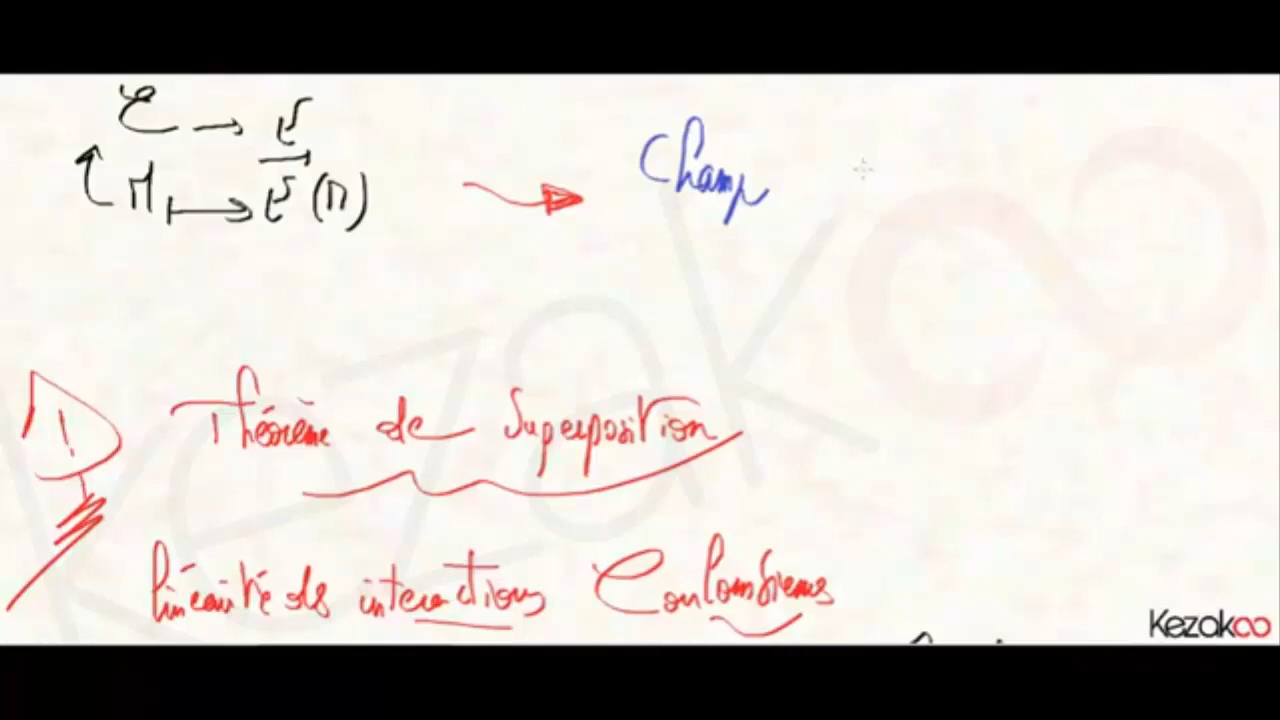 Champ
M ⟼ (M)
!
Théorème de Superposition
linéarité des interactions Coulombiennes
Kezakoo